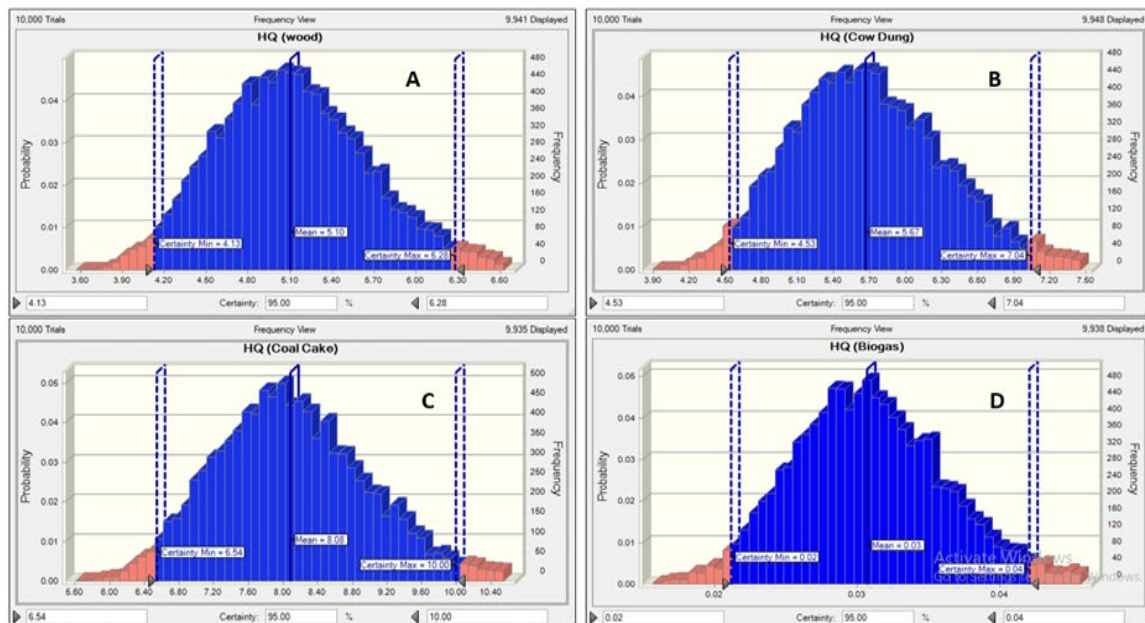 10,000 Trials Frequency View 9,941 Displayed
HQ (wood)
A
Probability
0.04
0.03
0.02
0.01
0.00
480
440
400
360
320
280
240
200
160
120
80
40
0
Frequency
Certainty Min = 4.13
Mean = 5.10
Certainty Max = 6.28
3.60 3.90 4.20 4.50 4.80 5.10 5.40 5.70 6.00 6.30 6.60
4.13 Certainty: 95.00 % 6.28
10,000 Trials Frequency View 9,948 Displayed
HQ (Cow Dung)
B
Probability
0.04
0.03
0.02
0.01
0.00
480
440
400
360
320
280
240
200
160
120
80
40
0
Frequency
Certainty Min = 4.53
Mean = 5.67
Certainty Max = 7.04
3.90 4.20 4.50 4.80 5.10 5.40 5.70 6.00 6.30 6.60 6.90 7.20 7.50
4.53 Certainty: 95.00 % 7.04
10,000 Trials Frequency View 9,935 Displayed
HQ (Coal Cake)
C
Probability
0.05
0.04
0.03
0.02
0.01
0.00
500
450
400
350
300
250
200
150
100
50
0
Frequency
Certainty Min = 6.54
Mean = 8.08
Certainty Max = 10.00
5.60 6.00 6.40 6.80 7.20 7.60 8.00 8.40 8.80 9.20 9.60 10.00 10.40
6.54 Certainty: 95.00 % 10.00
10,000 Trials Frequency View 9,938 Displayed
HQ (Biogas)
D
Probability
0.06
0.04
0.03
0.02
0.01
0.00
480
440
400
360
320
280
240
200
160
120
80
40
0
Frequency
Certainty Min = 0.02
Mean = 0.03
Certainty Max = 0.04
Activate Windows
Go to Settings Windows.
0.02 0.03 0.04
0.02 Certainty: 95.00 % 0.04